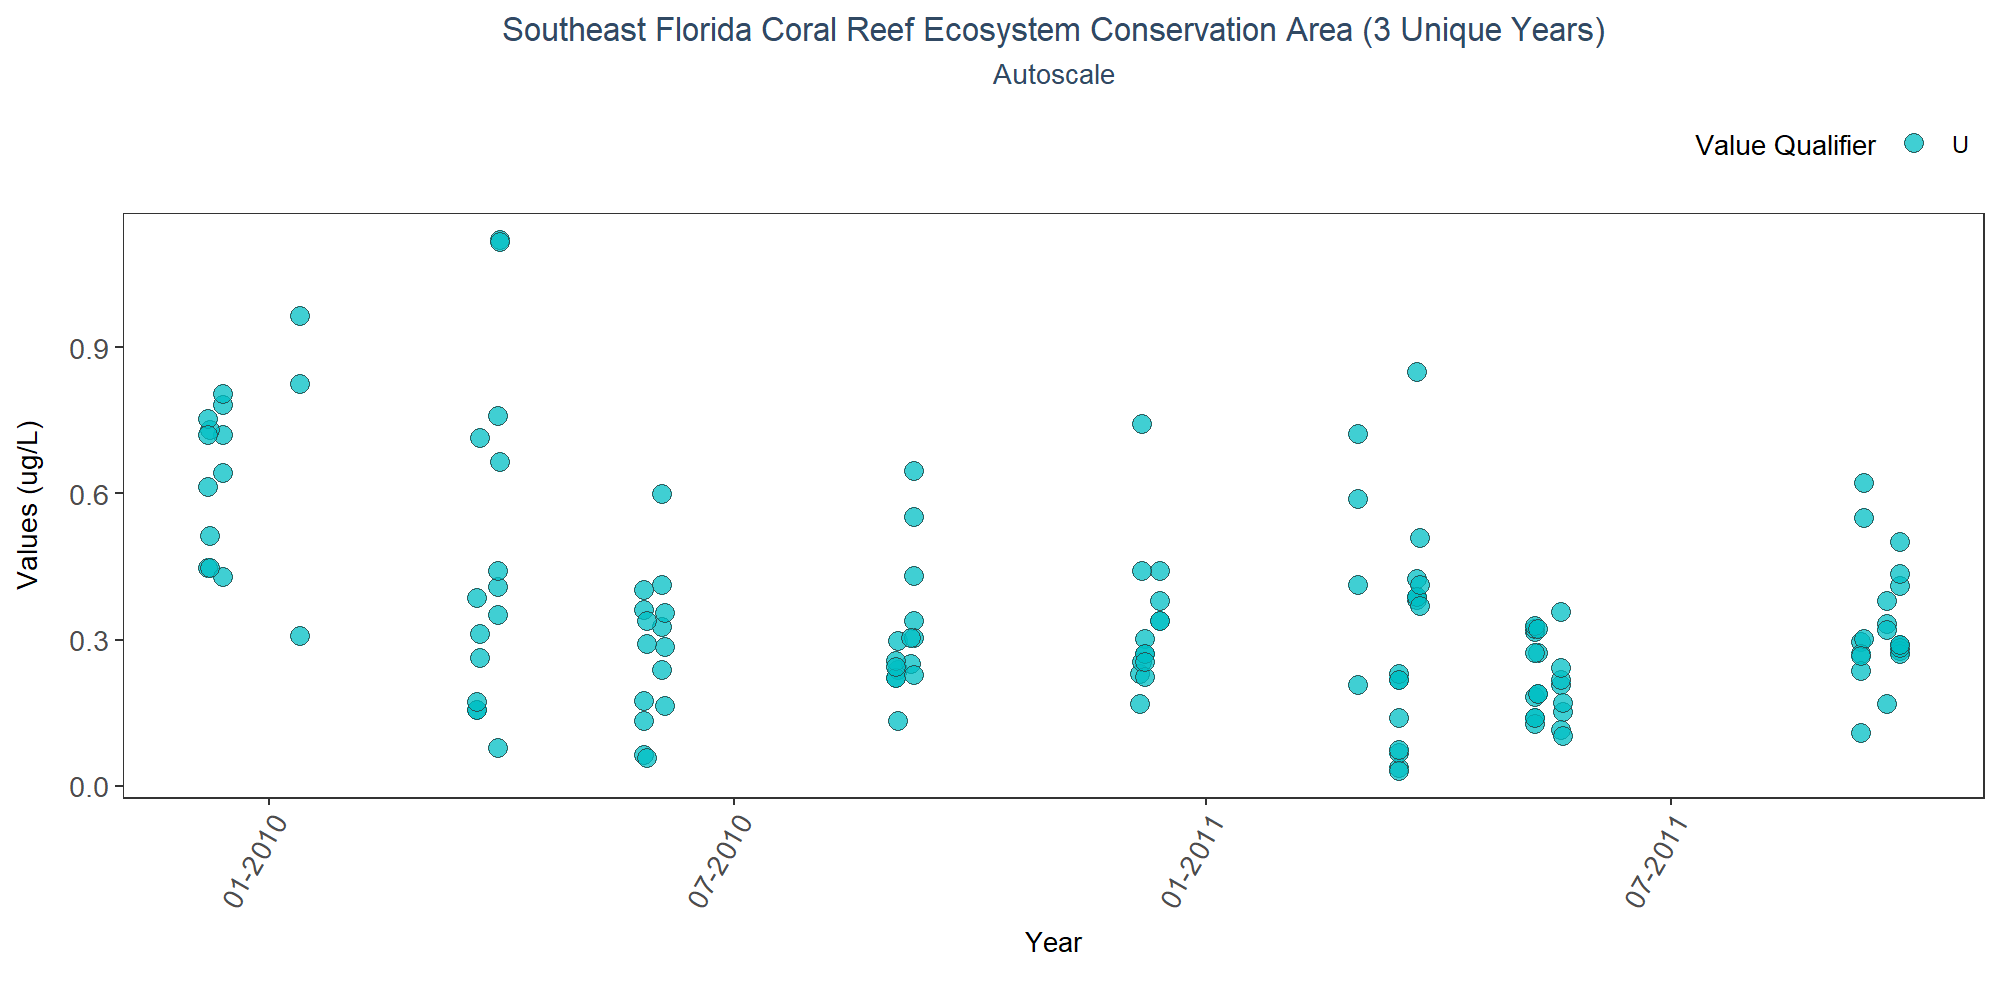 Southeast Florida Coral Reef Ecosystem Conservation Area (3 Unique Years)
Autoscale
Value Qualifier U
Values (ug/L)
0.9
0.6
0.3
0.0
01-2010 07-2010 01-2011 07-2011
Year